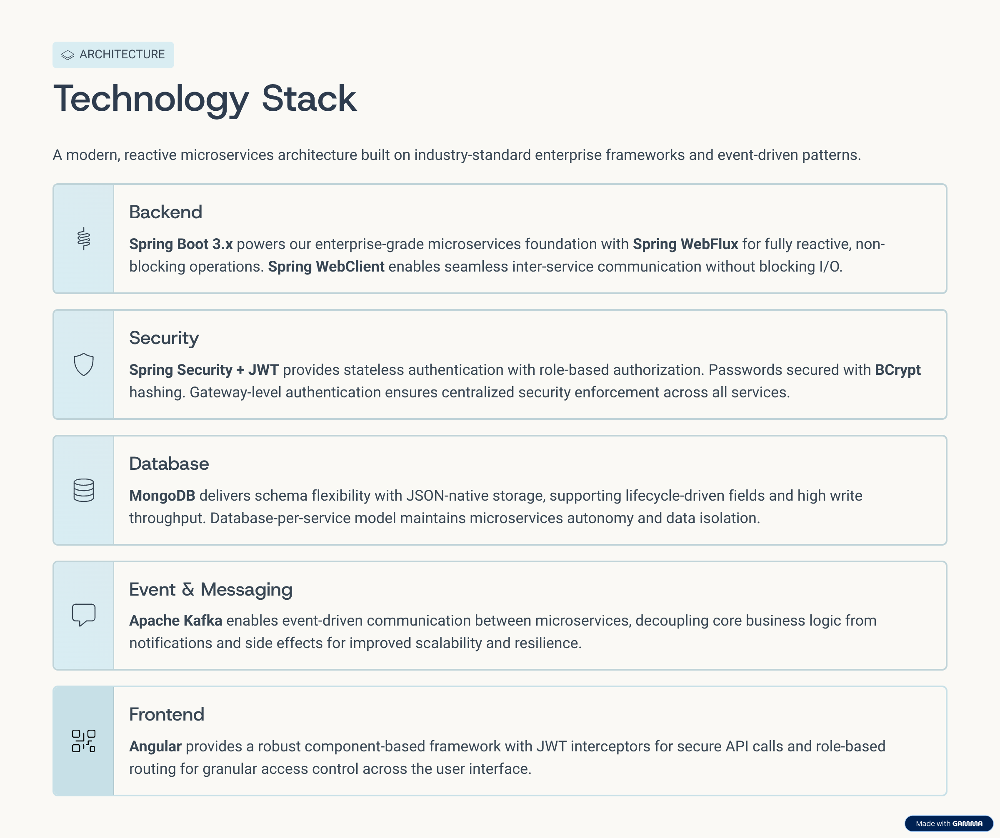 ARCHITECTURE
Technology Stack
A modern, reactive microservices architecture built on industry-standard enterprise frameworks and event-driven patterns.
Backend
Spring Boot 3.x powers our enterprise-grade microservices foundation with Spring WebFlux for fully reactive, non-
blocking operations. Spring WebClient enables seamless inter-service communication without blocking I/O.
Security
Spring Security + JWT provides stateless authentication with role-based authorization. Passwords secured with BCrypt
hashing. Gateway-level authentication ensures centralized security enforcement across all services.
Database
MongoDB delivers schema flexibility with JSON-native storage, supporting lifecycle-driven fields and high write
throughput. Database-per-service model maintains microservices autonomy and data isolation.
Event & Messaging
Apache Kafka enables event-driven communication between microservices, decoupling core business logic from
notifications and side effects for improved scalability and resilience.
Frontend
Angular provides a robust component-based framework with JWT interceptors for secure API calls and role-based
routing for granular access control across the user interface.
Made with GAMMA